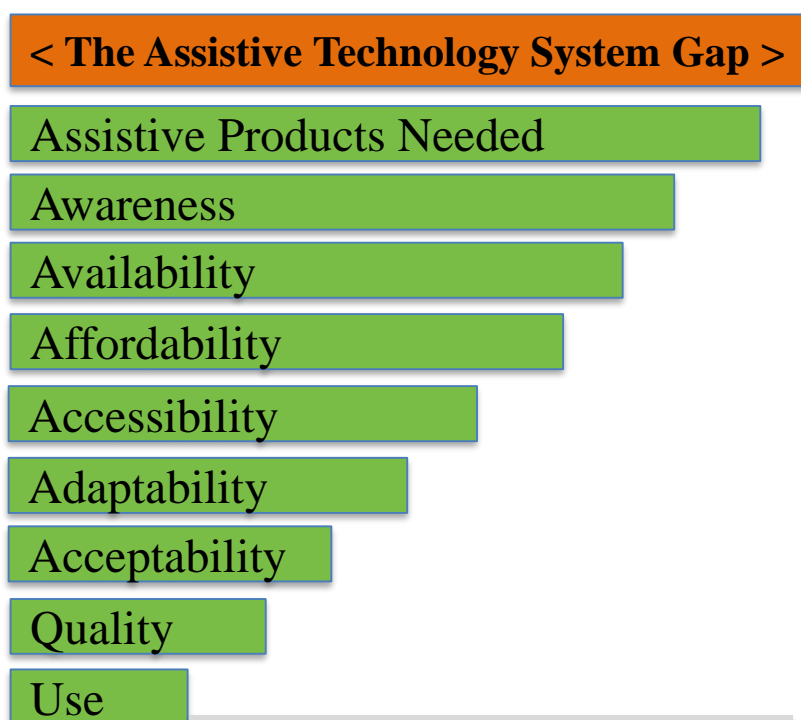 < The Assistive Technology System Gap >
Assistive Products Needed
Awareness
Availability
Affordability
Accessibility
Adaptability
Acceptability
Quality
Use